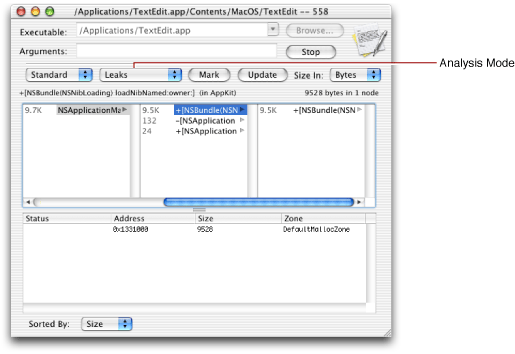 /Applications/TextEdit.app/Contents/MacOS/TextEdit -- 558
Executable: /Applications/TextEdit.app Browse...
Arguments: Stop
Standard Leaks Mark Update Size In: Bytes
Analysis Mode
+[NSBundle(NSNibLoading) loadNibNamed:owner:] (in AppKit) 9528 bytes in 1 node
9.7K NSApplicationMa 9.5K +[NSBundle(NSN 9.5K +[NSBundle(NSN
132 -[NSApplication
24 +[NSApplication
Status Address Size Zone
0x1331000 9528 DefaultMallocZone
Sorted By: Size